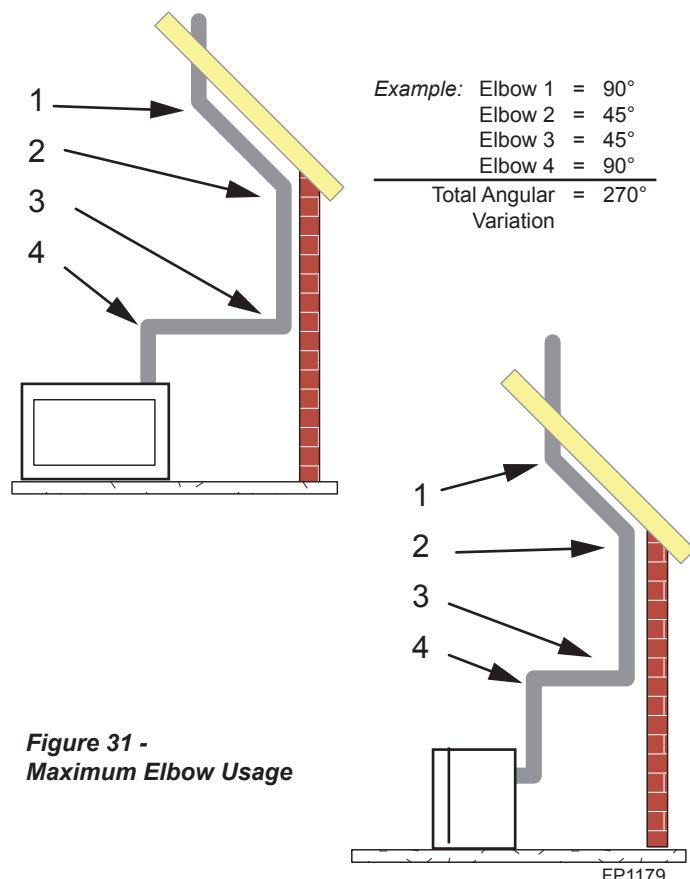 1
2
3
4
Example: Elbow 1 = 90°
Elbow 2 = 45°
Elbow 3 = 45°
Elbow 4 = 90°
Total Angular = 270°
Variation
1
2
3
4
Figure 31 -
Maximum Elbow Usage
FP1179